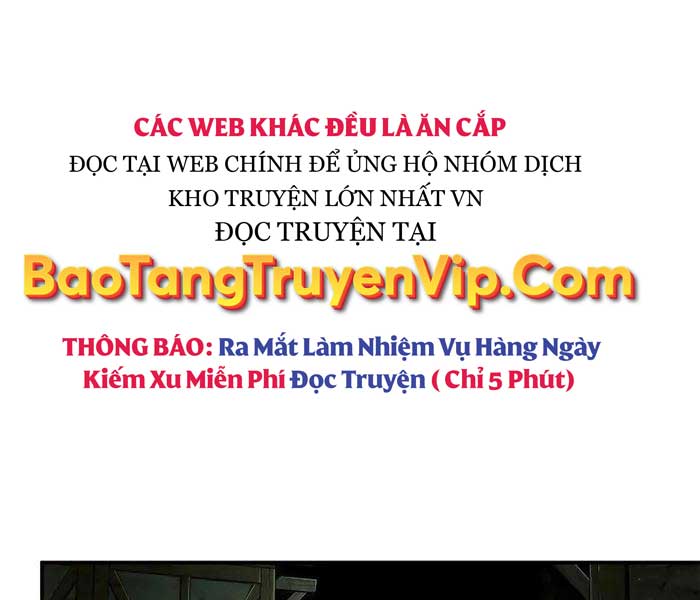 CÁC WEB KHÁC ĐỀU LÀ ĂN CẮP
ĐỌC TẠI WEB CHÍNH ĐỂ ỦNG HỘ NHÓM DỊCH
KHO TRUYỆN LỚN NHẤT VN
ĐỌC TRUYỆN TẠI
BaoTangTruyenVip.Com
THÔNG BÁO: Ra Mắt Làm Nhiệm Vụ Hàng Ngày
Kiếm Xu Miễn Phí Đọc Truyện ( Chỉ 5 Phút)